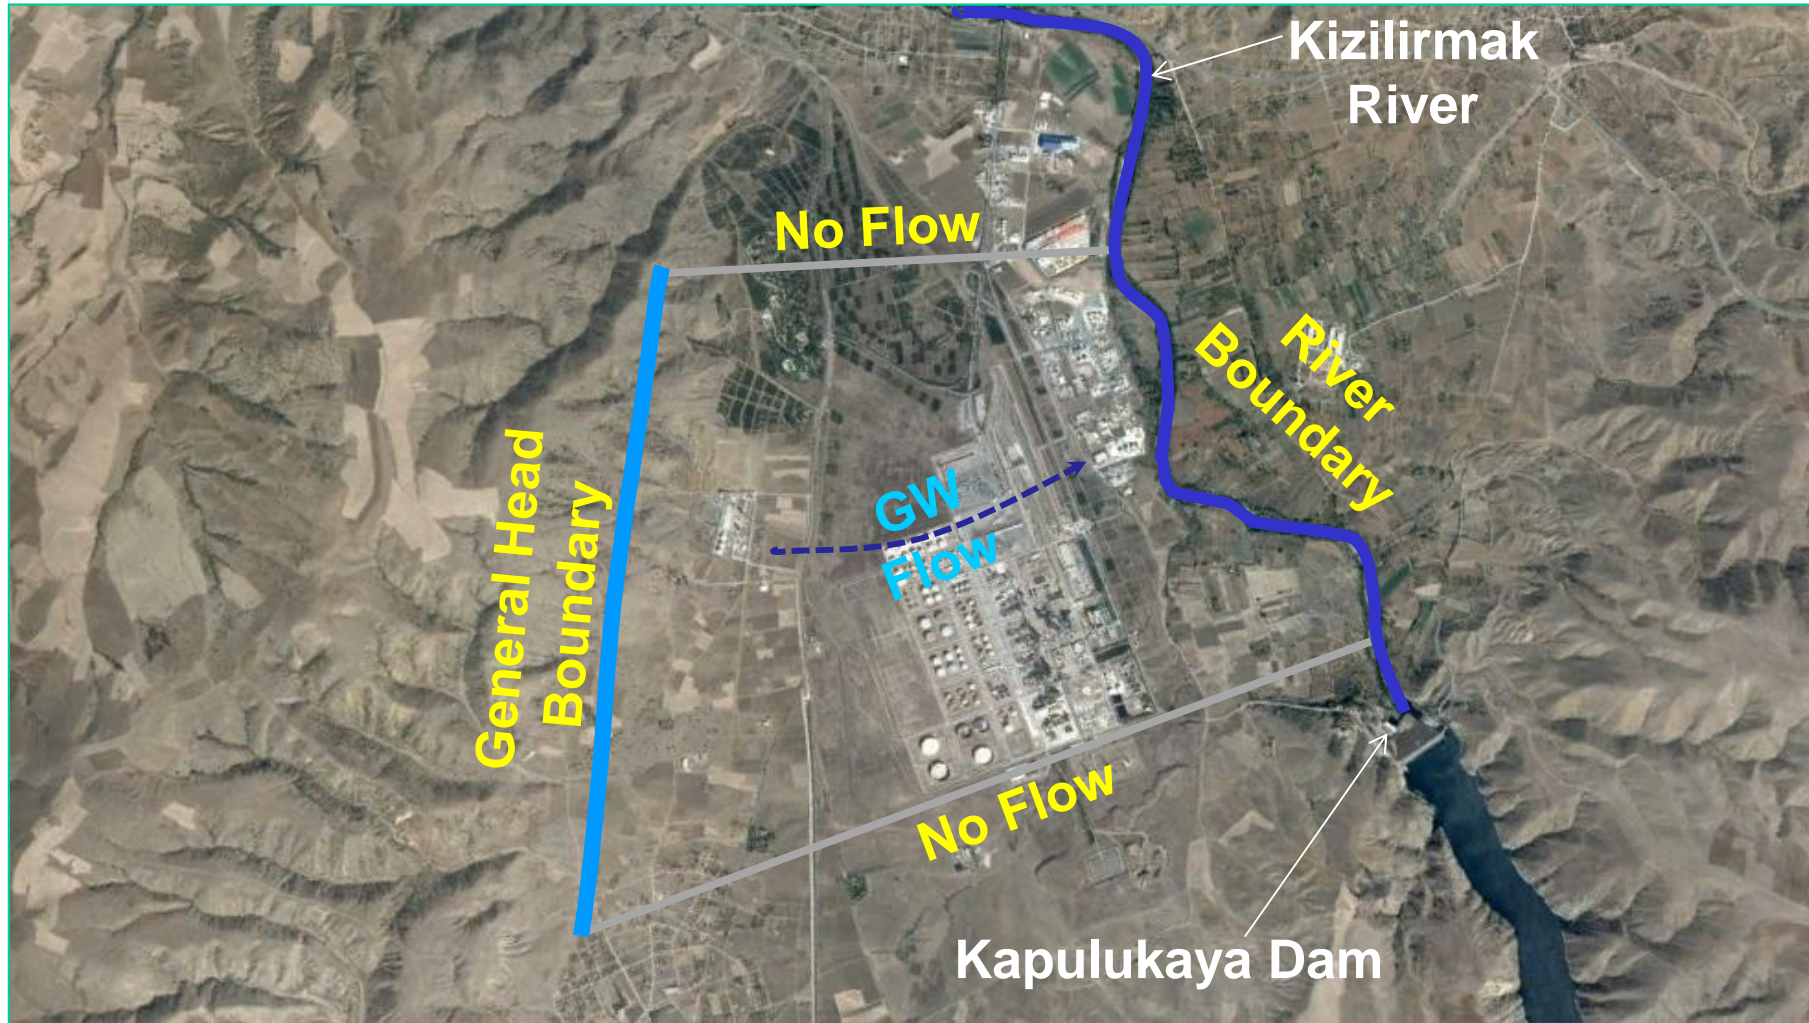 Kizilirmak
River
No Flow
River
Boundary
General Head
Boundary
GW
Flow
No Flow
Kapulukaya Dam